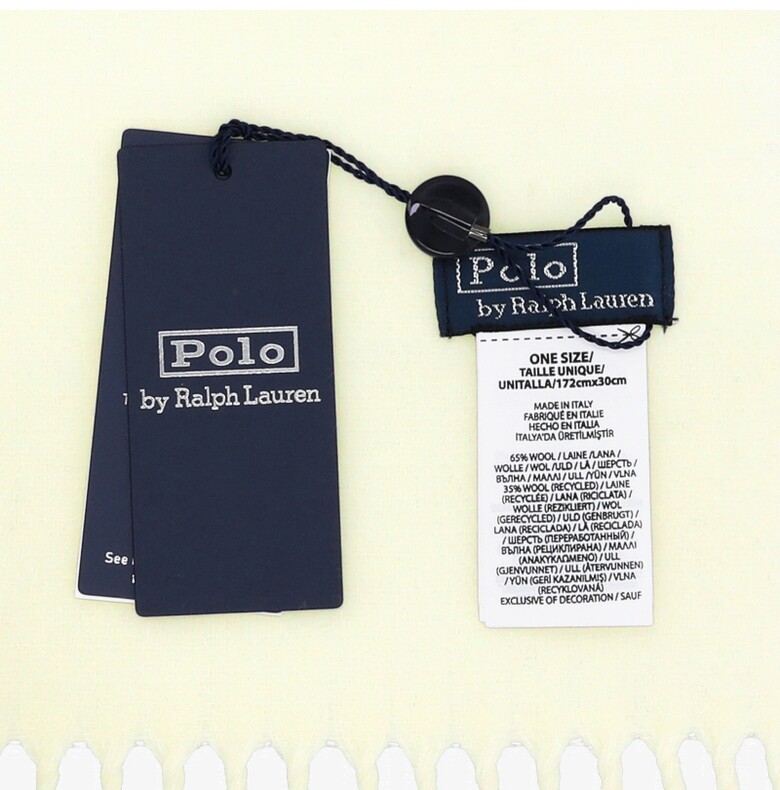 Polo
by Ralph Lauren
See
Polo
by Ralph Lauren
ONE SIZE/
TAILLE UNIQUE/
UNITALLA/172cmx30cm
MADE IN ITALY
FABRIQUÉ EN ITALIE
HECHO EN ITALIA
İTALYA'DA ÜRETİLMİŞTİR
65% WOOL / LAINE /LANA /
WOLLE / WOL /ULD / LÃ / ШЕРСТЬ /
ВЪЛНА / ΜΑΛΛΙ / ULL /YÜN / VLNA
35% WOOL (RECYCLED) / LAINE
(RECYCLÉE) / LANA (RICICLATA) /
WOLLE (REZIKLIERT) / WOL
(GERECYCLED) / ULD (GENBRUGT) /
LANA (RECICLADA) / LÃ (RECICLADA)
/ ШЕРСТЬ (ПЕРЕРАБОТАННЫЙ) /
ВЪЛНА (РЕЦИКЛИРАНА) / ΜΑΛΛΙ
(ΑΝΑΚΥΚΛΩΜΕΝΟ) / ULL
(GJENVUNNET) / ULL (ÅTERVUNNEN)
/ YÜN (GERİ KAZANILMIŞ) / VLNA
(RECYKLOVANÁ)
EXCLUSIVE OF DECORATION / SAUF